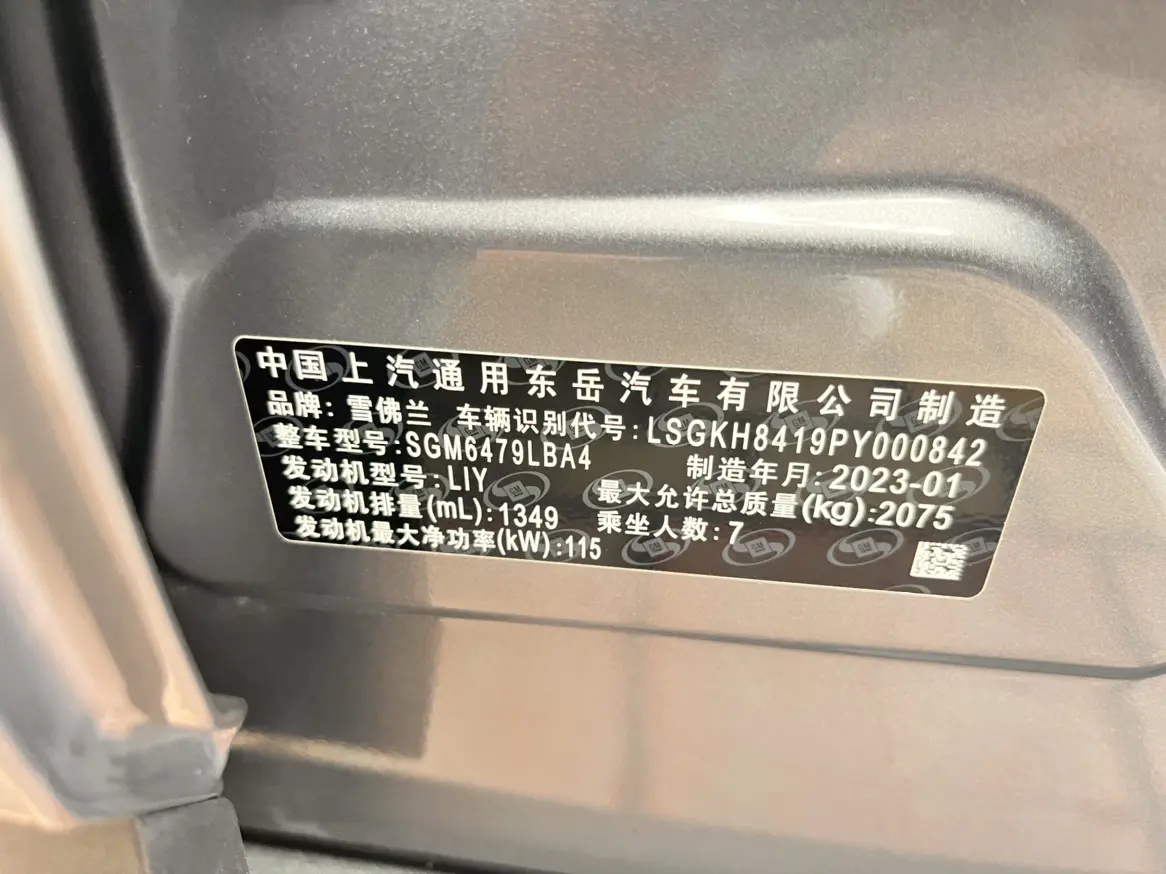 中国上汽通用东岳汽车有限公司制造
品牌:雪佛兰 车辆识别代号:LSGKH8419PY000842
整车型号:SGM6479LBA4 制造年月:2023-01
发动机型号:LIY 最大允许总质量(kg):2075
发动机排量(mL):1349 乘坐人数:7
发动机最大净功率(kW):115